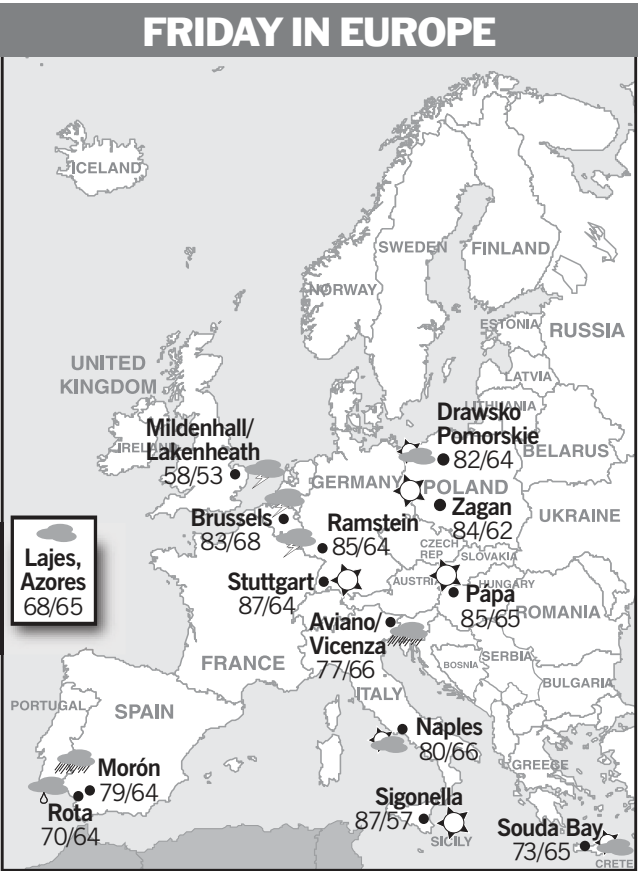 FRIDAY IN EUROPE
ICELAND
SWEDEN
FINLAND
NORWAY
ESTONIA
RUSSIA
LATVIA
LITHUANIA
UNITED
KINGDOM
IRELAND
Mildenhall/
Lakenheath
58/53
Drawsko
Pomorskie
82/64
BELARUS
GERMANY
POLAND
Zagan
84/62
UKRAINE
Brussels
83/68
Ramstein
85/64
CZECH
REP
SLOVAKIA
Lajes,
Azores
68/65
Stuttgart
87/64
AUSTRIA
HUNGARY
Pápa
85/65
ROMANIA
Aviano/
Vicenza
77/66
FRANCE
BOSNIA
SERBIA
BULGARIA
ITALY
PORTUGAL
SPAIN
Naples
80/66
GREECE
Morón
79/64
Rota
70/64
Sigonella
87/57
SICILY
Souda Bay
73/65
CRETE